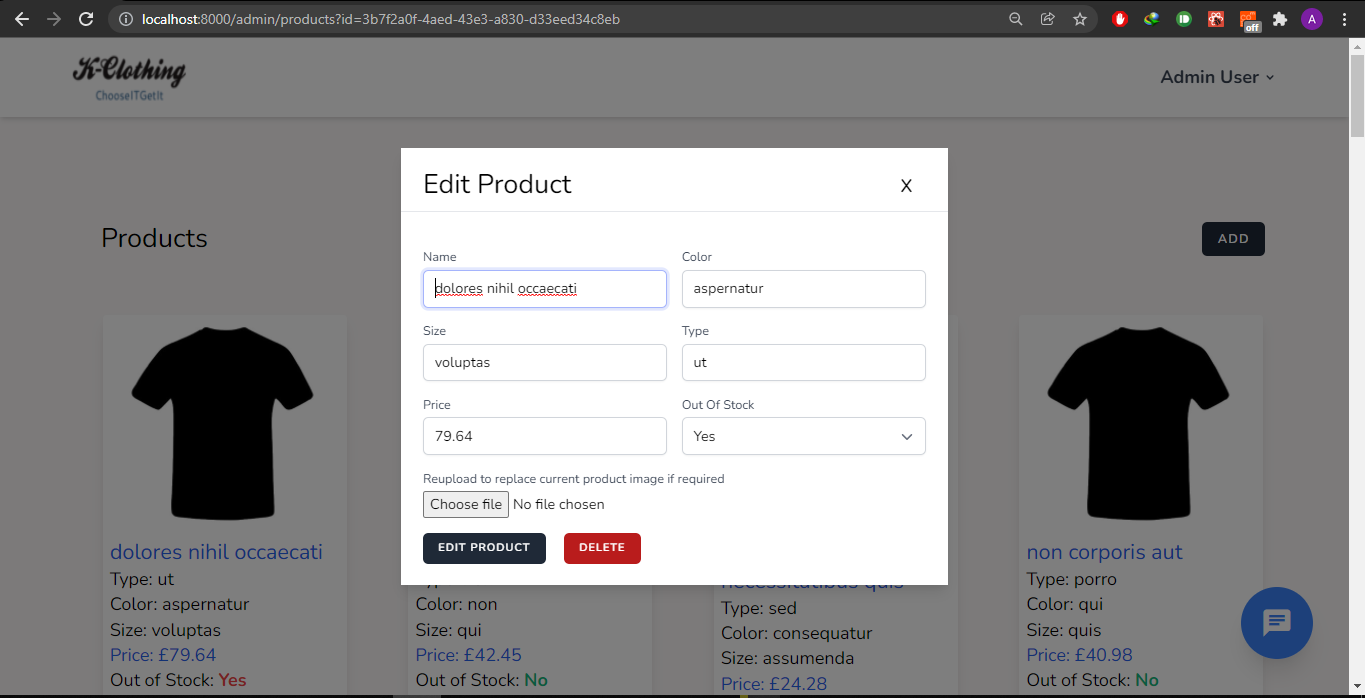 localhost:8000/admin/products?id=3b7f2a0f-4aed-43e3-a830-d33eed34c8eb
off
A
K-Clothing
ChooseITGetIt
Admin User
Edit Product
X
Products
ADD
Name
Color
dolores nihil occaecati
aspernatur
Size
Type
voluptas
ut
Price
Out Of Stock
79.64
Yes
Reupload to replace current product image if required
Choose file No file chosen
EDIT PRODUCT
DELETE
dolores nihil occaecati
Type: ut
Color: aspernatur
Size: voluptas
Price: £79.64
Out of Stock: Yes
Color: non
Size: qui
Price: £42.45
Out of Stock: No
necessitatibus quis
Type: sed
Color: consequatur
Size: assumenda
Price: £24.28
non corporis aut
Type: porro
Color: qui
Size: quis
Price: £40.98
Out of Stock: No